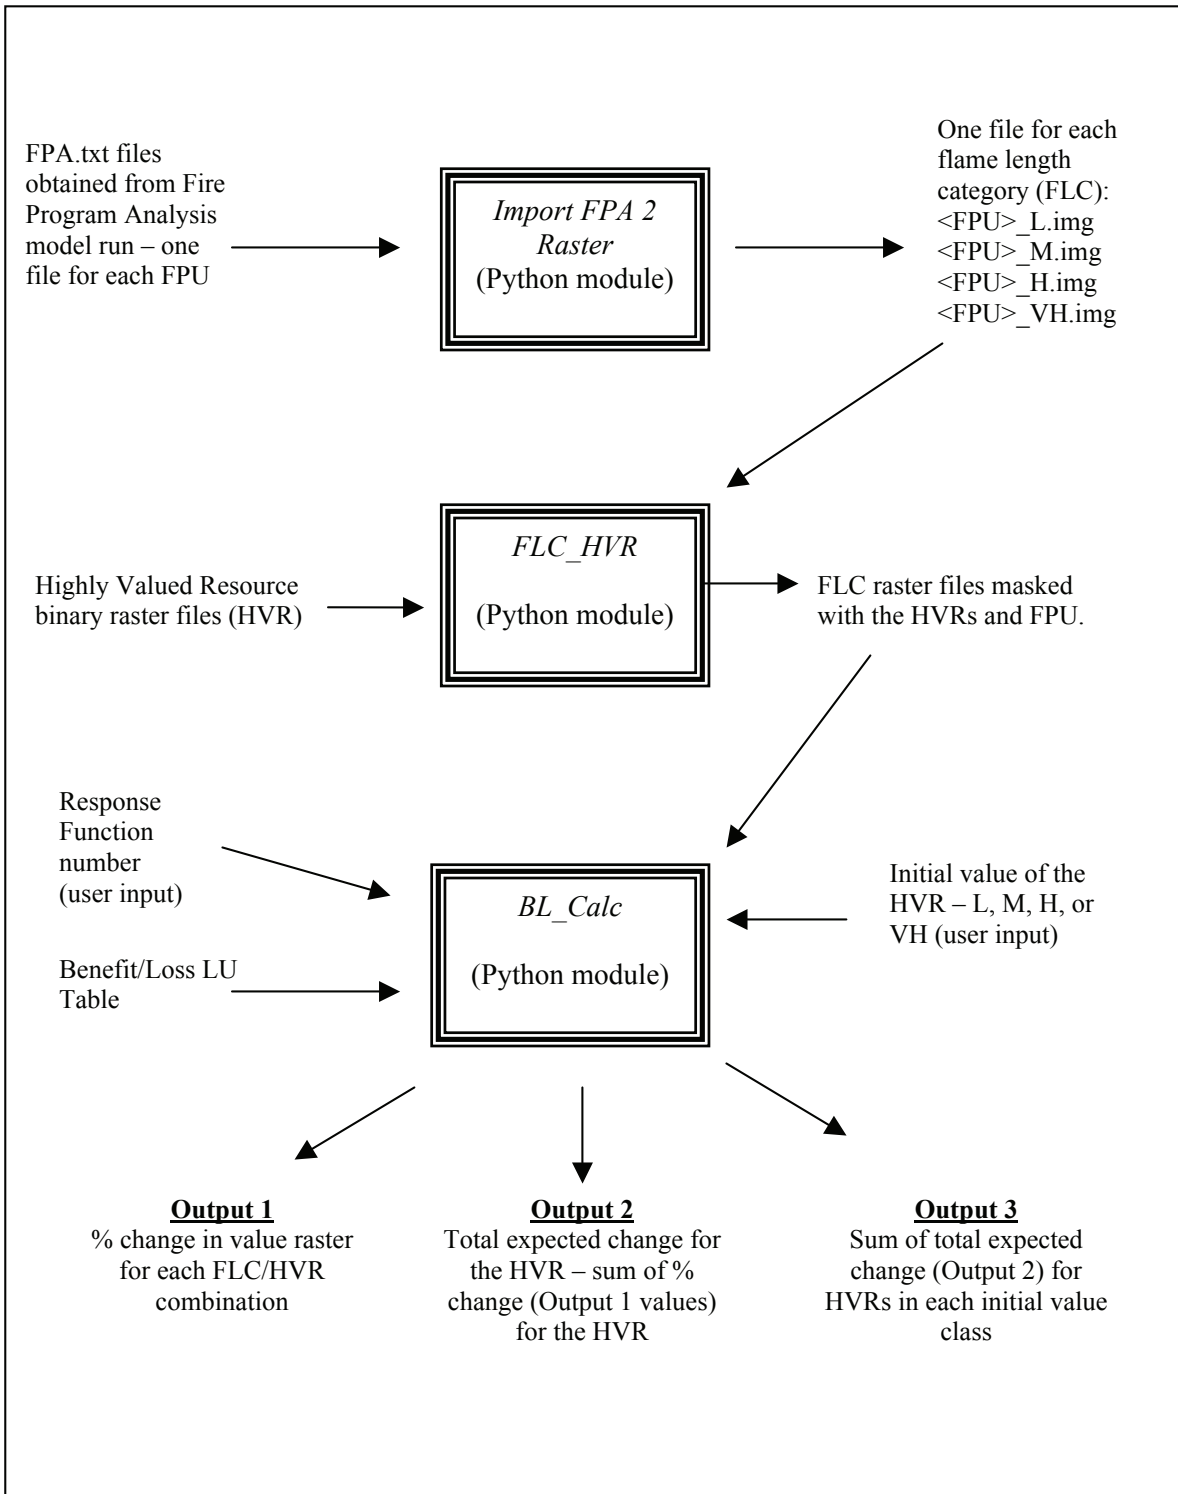 FPA.txt files
obtained from Fire
Program Analysis
model run – one
file for each FPU
Import FPA 2
Raster
(Python module)
One file for each
flame length
category (FLC):
<FPU>_L.img
<FPU>_M.img
<FPU>_H.img
<FPU>_VH.img
Highly Valued Resource
binary raster files (HVR)
FLC_HVR
(Python module)
FLC raster files masked
with the HVRs and FPU.
Response
Function
number
(user input)
Benefit/Loss LU
Table
BL_Calc
(Python module)
Initial value of the
HVR – L, M, H, or
VH (user input)
Output 1
% change in value raster
for each FLC/HVR
combination
Output 2
Total expected change for
the HVR – sum of %
change (Output 1 values)
for the HVR
Output 3
Sum of total expected
change (Output 2) for
HVRs in each initial value
class